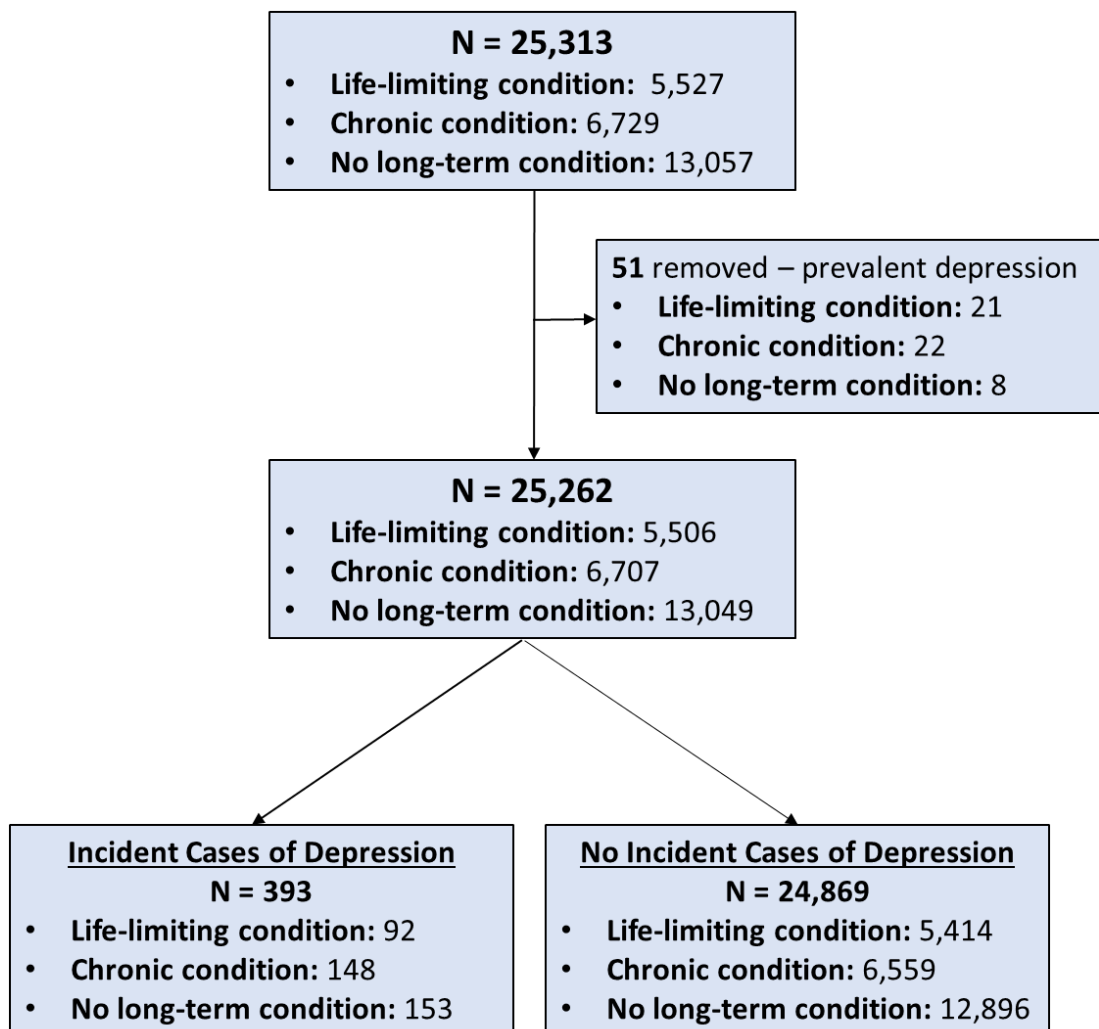 N = 25,313
• Life-limiting condition: 5,527
• Chronic condition: 6,729
• No long-term condition: 13,057
51 removed – prevalent depression
• Life-limiting condition: 21
• Chronic condition: 22
• No long-term condition: 8
N = 25,262
• Life-limiting condition: 5,506
• Chronic condition: 6,707
• No long-term condition: 13,049
Incident Cases of Depression
N = 393
• Life-limiting condition: 92
• Chronic condition: 148
• No long-term condition: 153
No Incident Cases of Depression
N = 24,869
• Life-limiting condition: 5,414
• Chronic condition: 6,559
• No long-term condition: 12,896